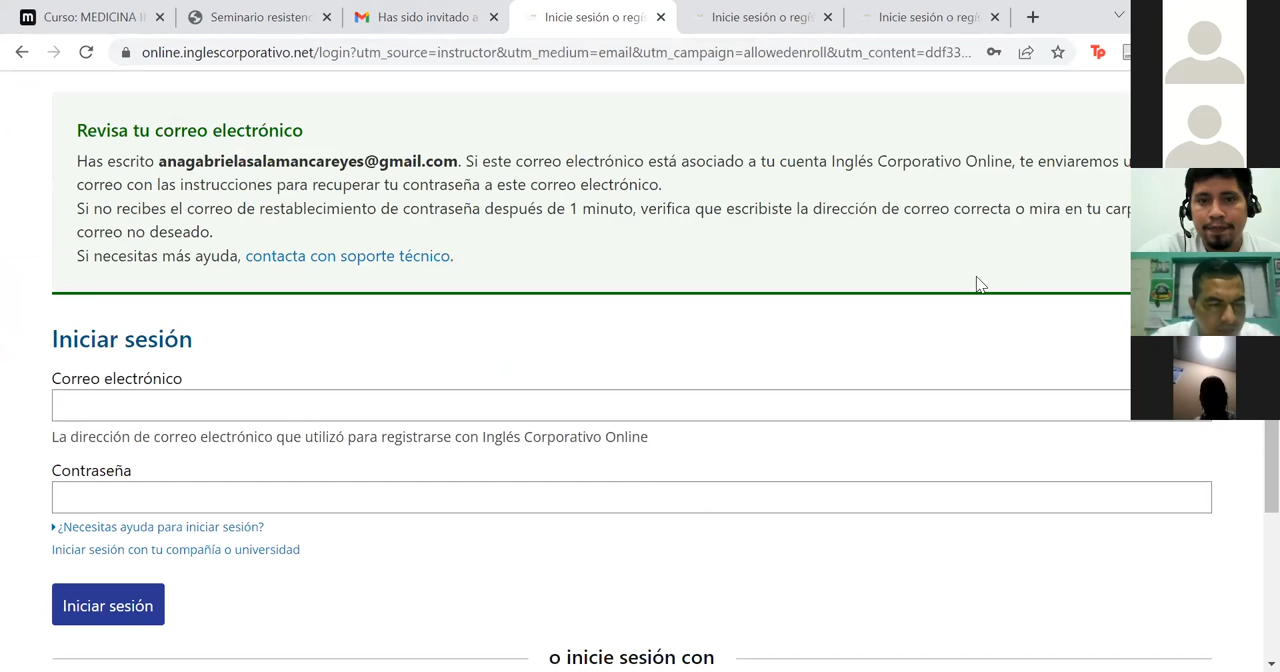 Curso: MEDICINA
Seminario resisten
Has sido invitado a
Inicie sesión o regi
Inicie sesión o regi
Inicie sesión o regi
online.inglescorporativo.net/login?utm_source=instructor&utm_medium=email&utm_campaign=allowedenroll&utm_content=ddf33...
Revisa tu correo electrónico
Has escrito anagabrielasalamancareyes@gmail.com. Si este correo electrónico está asociado a tu cuenta Inglés Corporativo Online, te enviaremos
correo con las instrucciones para recuperar tu contraseña a este correo electrónico.
Si no recibes el correo de restablecimiento de contraseña después de 1 minuto, verifica que escribiste la dirección de correo correcta o mira en tu carp
correo no deseado.
Si necesitas más ayuda, contacta con soporte técnico.
Iniciar sesión
Correo electrónico
La dirección de correo electrónico que utilizó para registrarse con Inglés Corporativo Online
Contraseña
¿Necesitas ayuda para iniciar sesión?
Iniciar sesión con tu compañía o universidad
Iniciar sesión
o inicie sesión con